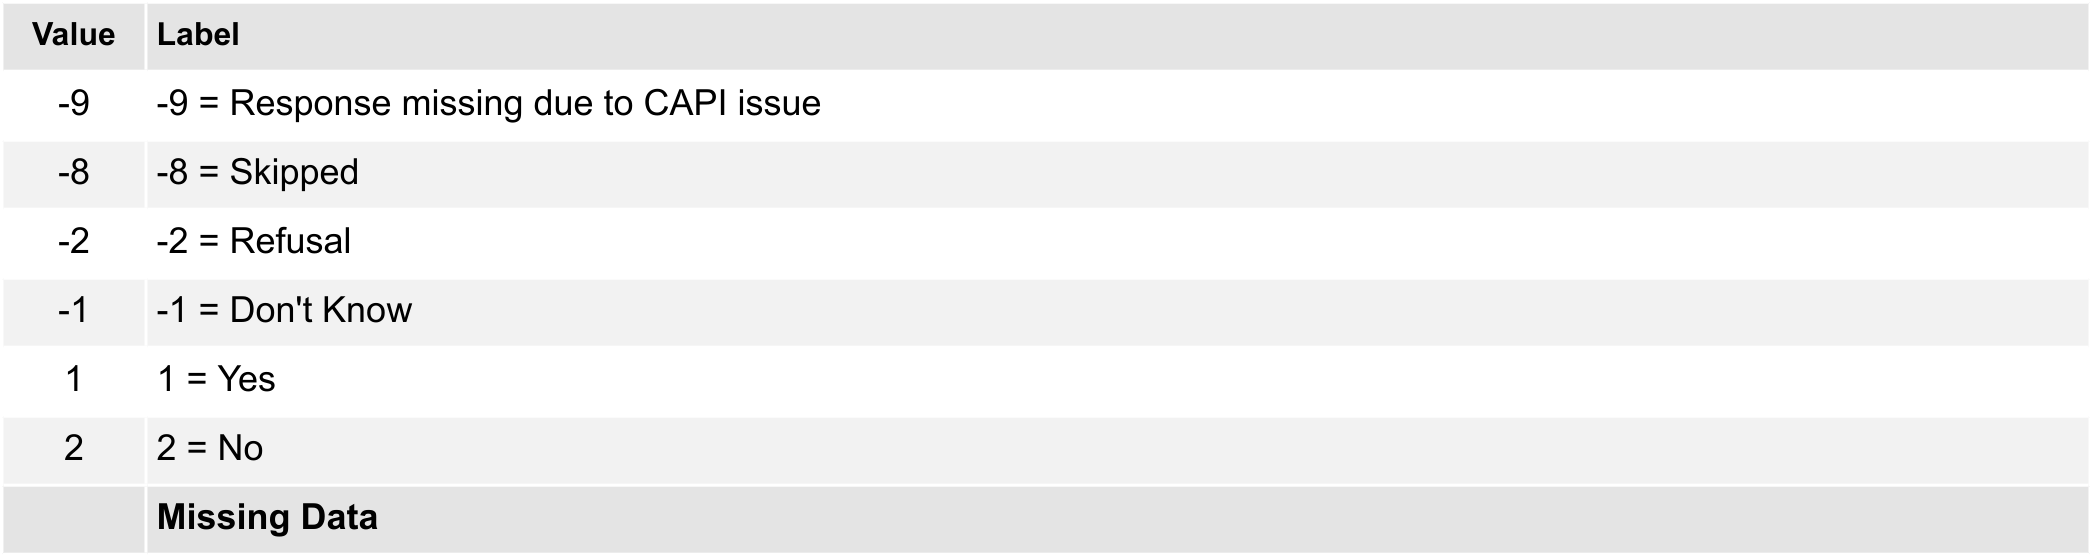 Value Label
-9 -9 = Response missing due to CAPI issue
-8 -8 = Skipped
-2 -2 = Refusal
-1 -1 = Don't Know
1 1 = Yes
2 2 = No
Missing Data